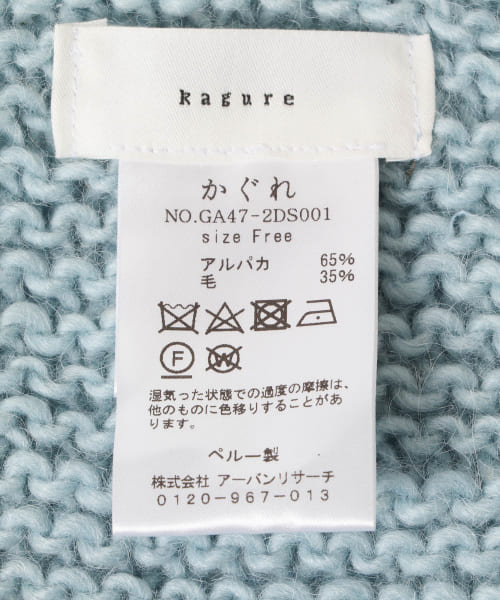 kagure
かぐれ
NO.GA47-2DS001
size Free
アルパカ 65%
毛 35%
F W
湿気った状態での過度の摩擦は、
他のものに色移りすることがあ
ります。
ペルー製
株式会社 アーバンリサーチ
0120-967-013